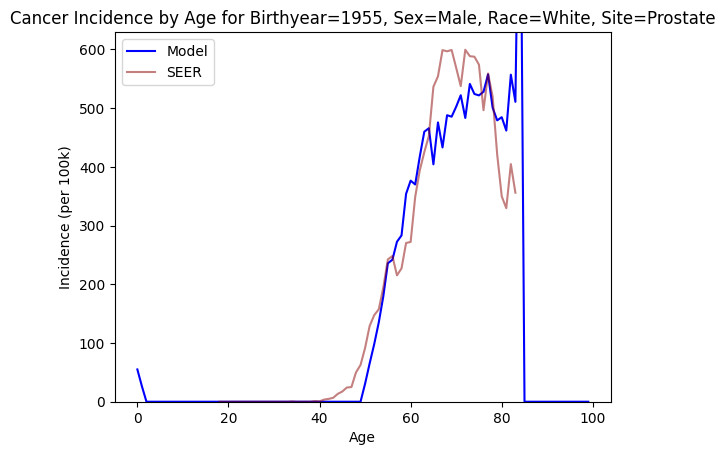 Cancer Incidence by Age for Birthyear=1955, Sex=Male, Race=White, Site=Prostate
Model
SEER
600
500
400
300
200
100
0
Incidence (per 100k)
0 20 40 60 80 100
Age